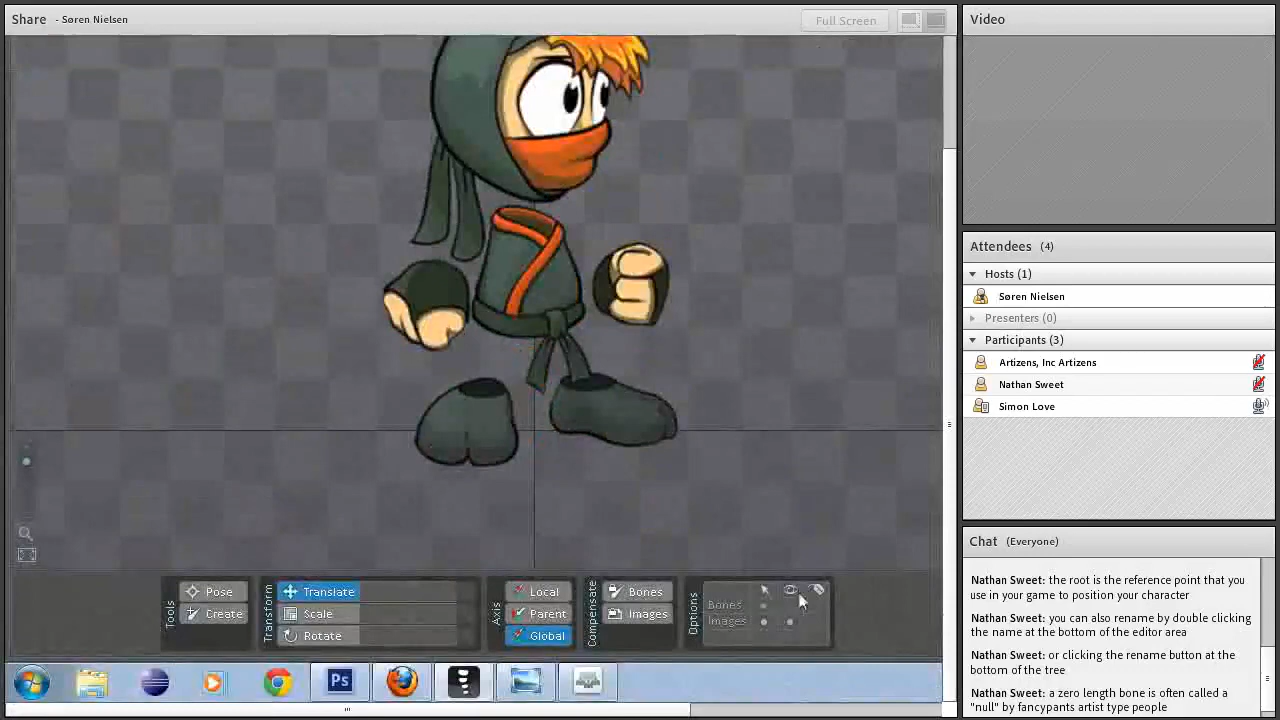 Share - Søren Nielsen
Full Screen
Video
Attendees (4)
Hosts (1)
Søren Nielsen
Presenters (0)
Participants (3)
Artizens, Inc Artizens
Nathan Sweet
Simon Love
Chat (Everyone)
Nathan Sweet: the root is the reference point that you
use in your game to position your character
Nathan Sweet: you can also rename by double clicking
the name at the bottom of the editor area
Nathan Sweet: or clicking the rename button at the
bottom of the tree
Nathan Sweet: a zero length bone is often called a
"null" by fancypants artist type people
Tools
Pose
Create
Transform
Translate
Scale
Rotate
Axis
Local
Parent
Global
Compensate
Bones
Images
Options
Bones
Images
Ps